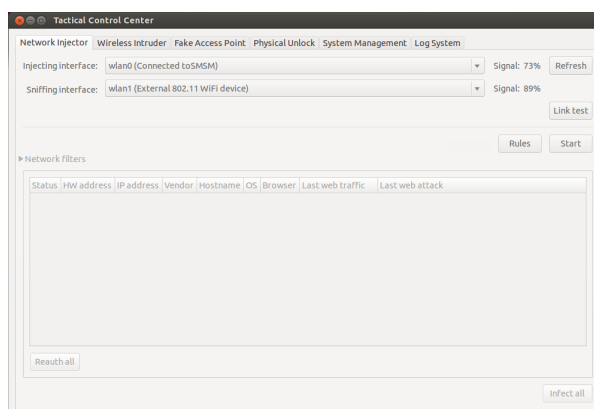 Tactical Control Center
Network Injector Wireless Intruder Fake Access Point Physical Unlock System Management Log System
Injecting interface: wlan0 (Connected toSMSM) Signal: 73% Refresh
Sniffing interface: wlan1 (External 802.11 WiFi device) Signal: 89%
Link test
Rules Start
Network filters
Status HW address IP address Vendor Hostname OS Browser Last web traffic Last web attack
Reauth all
Infect all